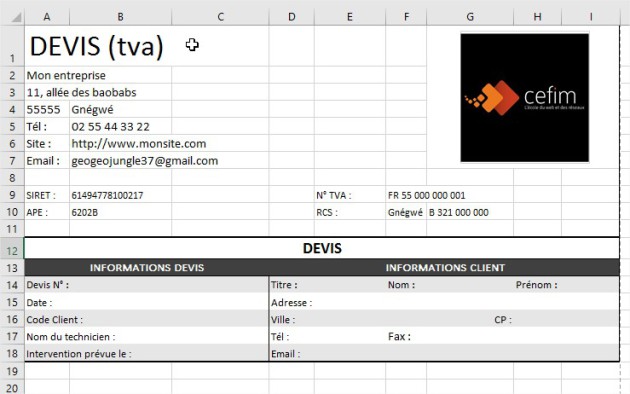 A B C D E F G H I
1 DEVIS (tva)
cefim
L'école du web et des réseaux
2 Mon entreprise
3 11, allée des baobabs
4 55555 Gnégwé
5 Tél : 02 55 44 33 22
6 Site : http://www.monsite.com
7 Email : geogeojungle37@gmail.com
8
9 SIRET : 61494778100217 N° TVA : FR 55 000 000 001
10 APE : 6202B RCS : Gnégwé B 321 000 000
11
12 DEVIS
13 INFORMATIONS DEVIS INFORMATIONS CLIENT
14 Devis N° : Titre : Nom : Prénom :
15 Date : Adresse :
16 Code Client : Ville : CP :
17 Nom du technicien : Tél : Fax :
18 Intervention prévue le : Email :
19
20